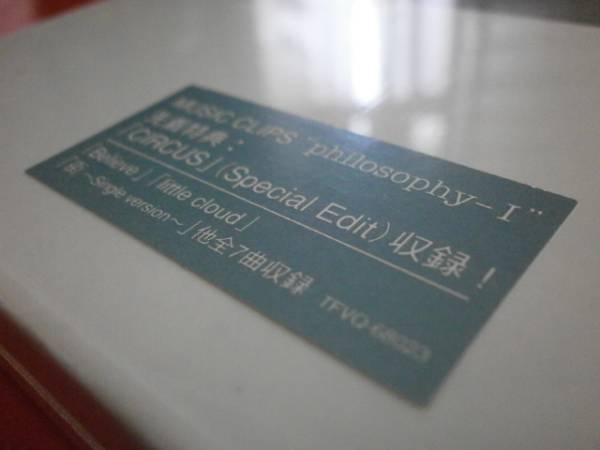 MUSIC CLIPS "philosophy-I"
初回特典：
「CIRCUS」(Special Edit) 収録！
「Believe」「little cloud」
「～Single version～」他全7曲収録 TFVQ-68023